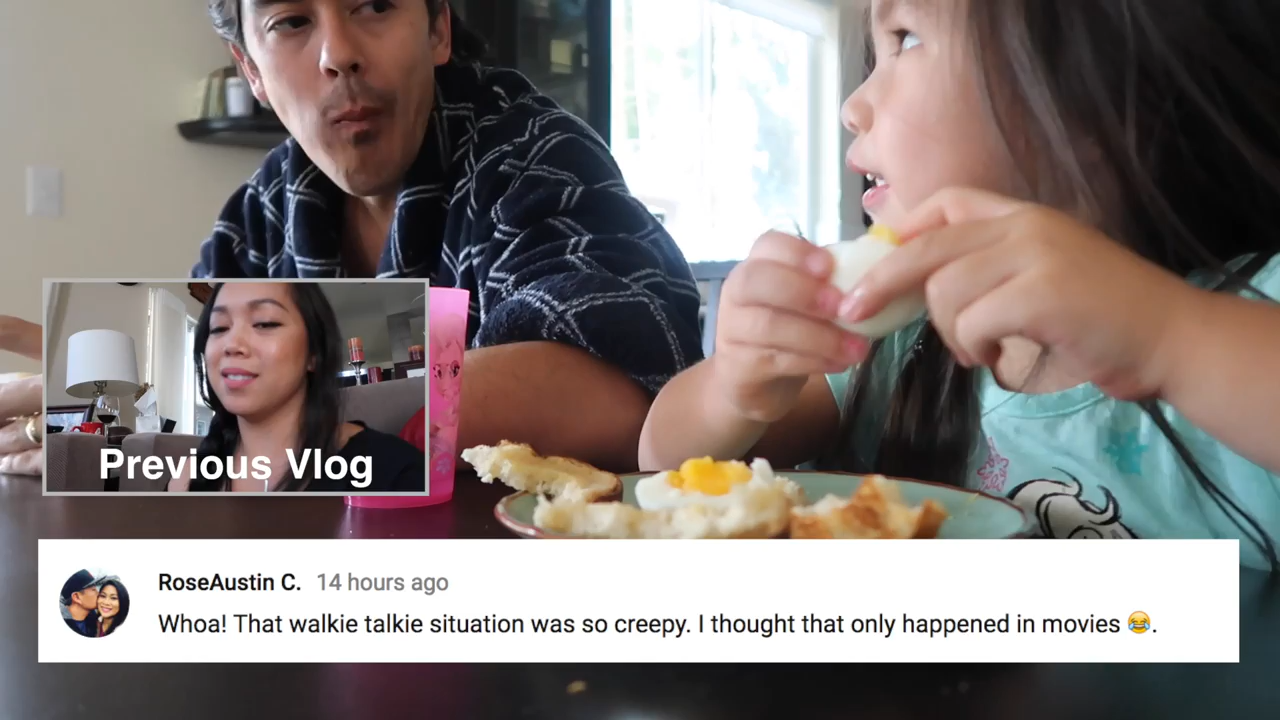 Previous Vlog
RoseAustin C. 14 hours ago
Whoa! That walkie talkie situation was so creepy. I thought that only happened in movies 😂.